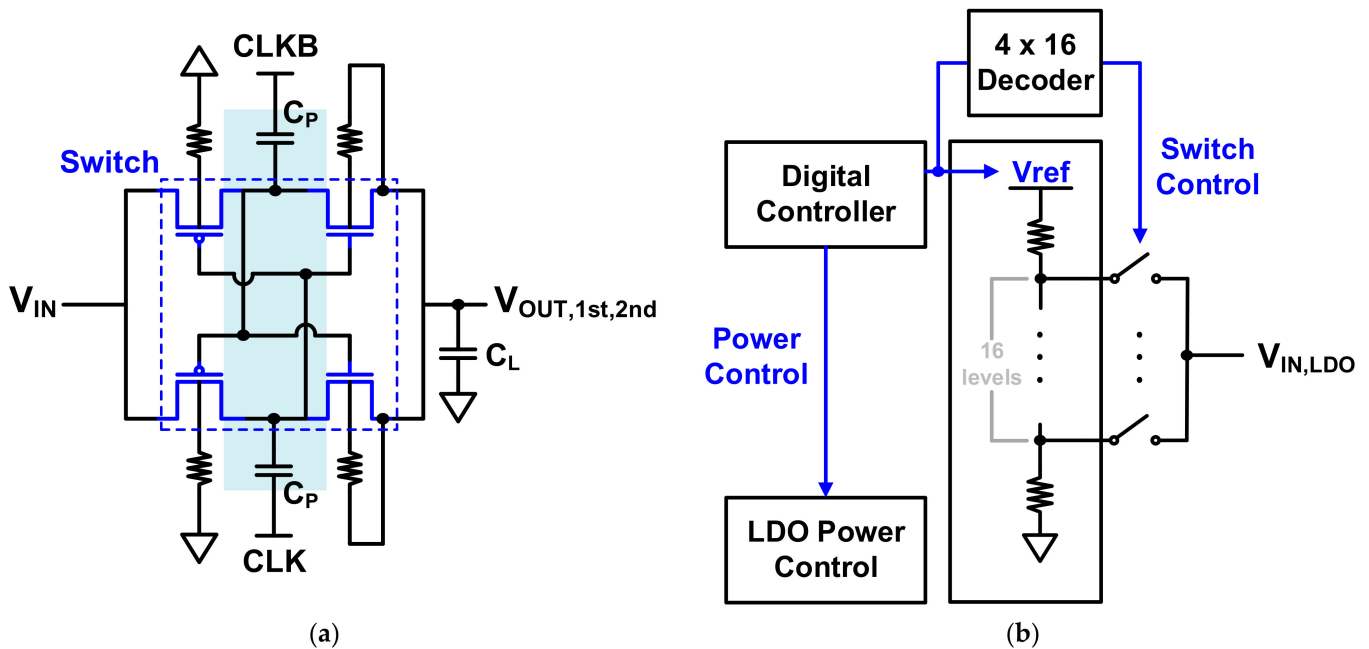 CLKB
C_P
Switch
V_IN
V_OUT,1st,2nd
C_L
C_P
CLK
(a)
4 x 16
Decoder
Digital
Controller
Vref
Switch
Control
Power
Control
16
levels
V_IN,LDO
LDO Power
Control
(b)